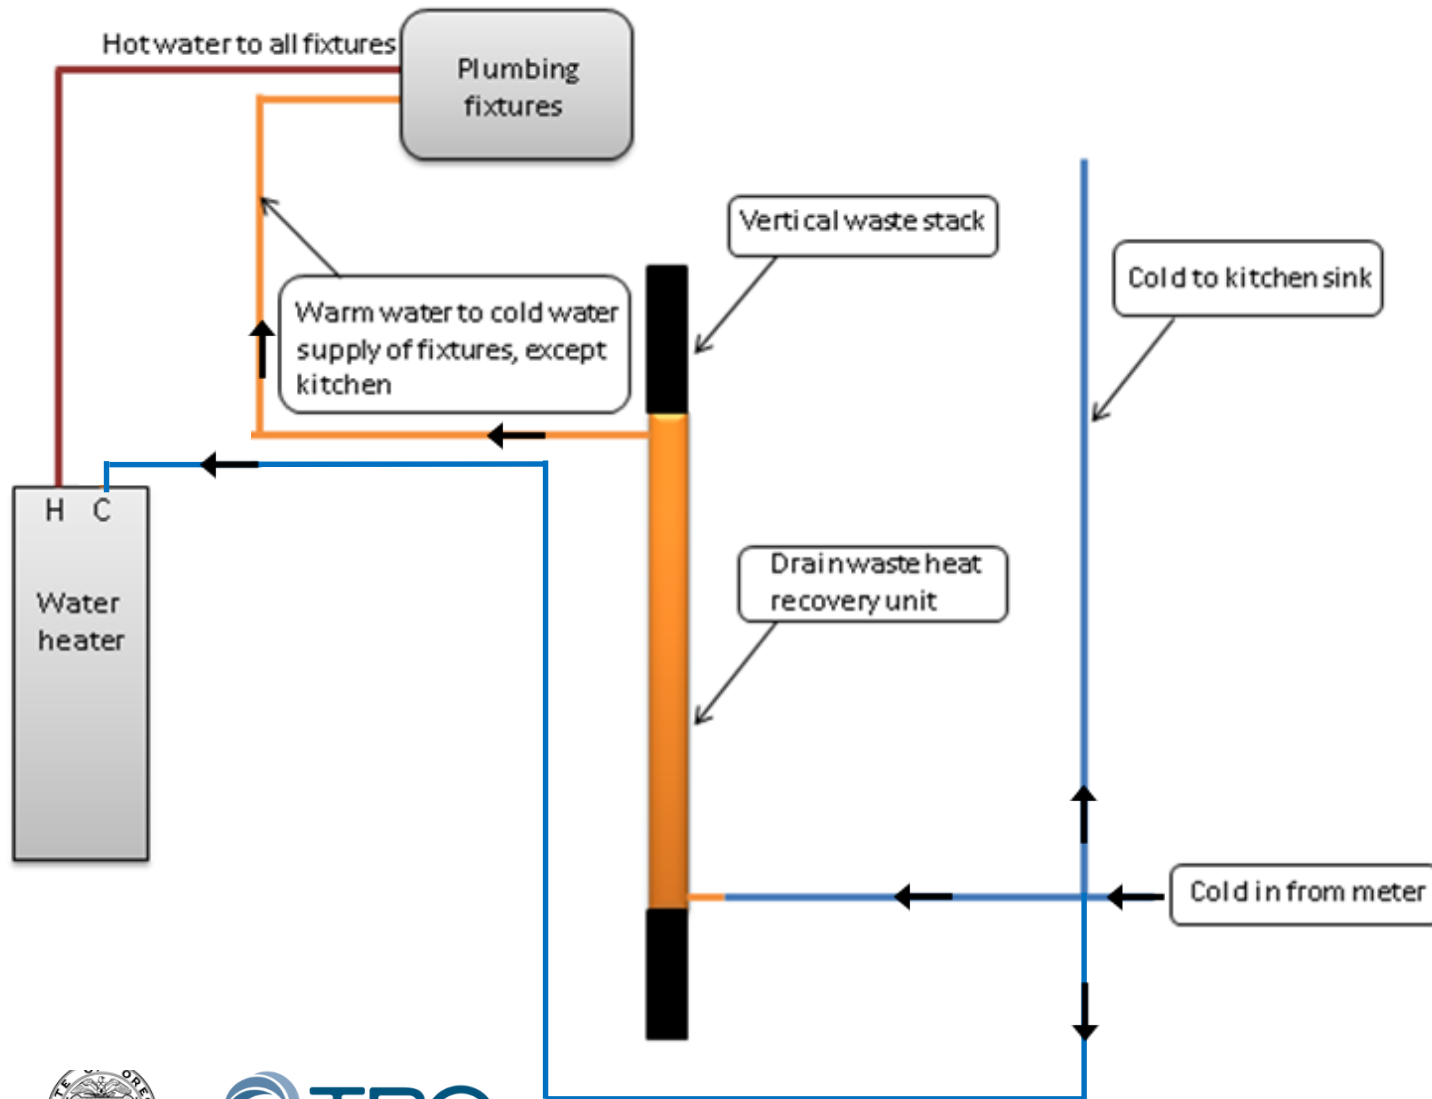 Hot water to all fixtures
Plumbing
fixtures
Vertical waste stack
Cold to kitchen sink
Warm water to cold water
supply of fixtures, except
kitchen
H C
Water
heater
Drain waste heat
recovery unit
Cold in from meter